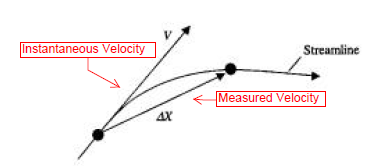 V
Instantaneous Velocity
Streamline
Measured Velocity
ΔX